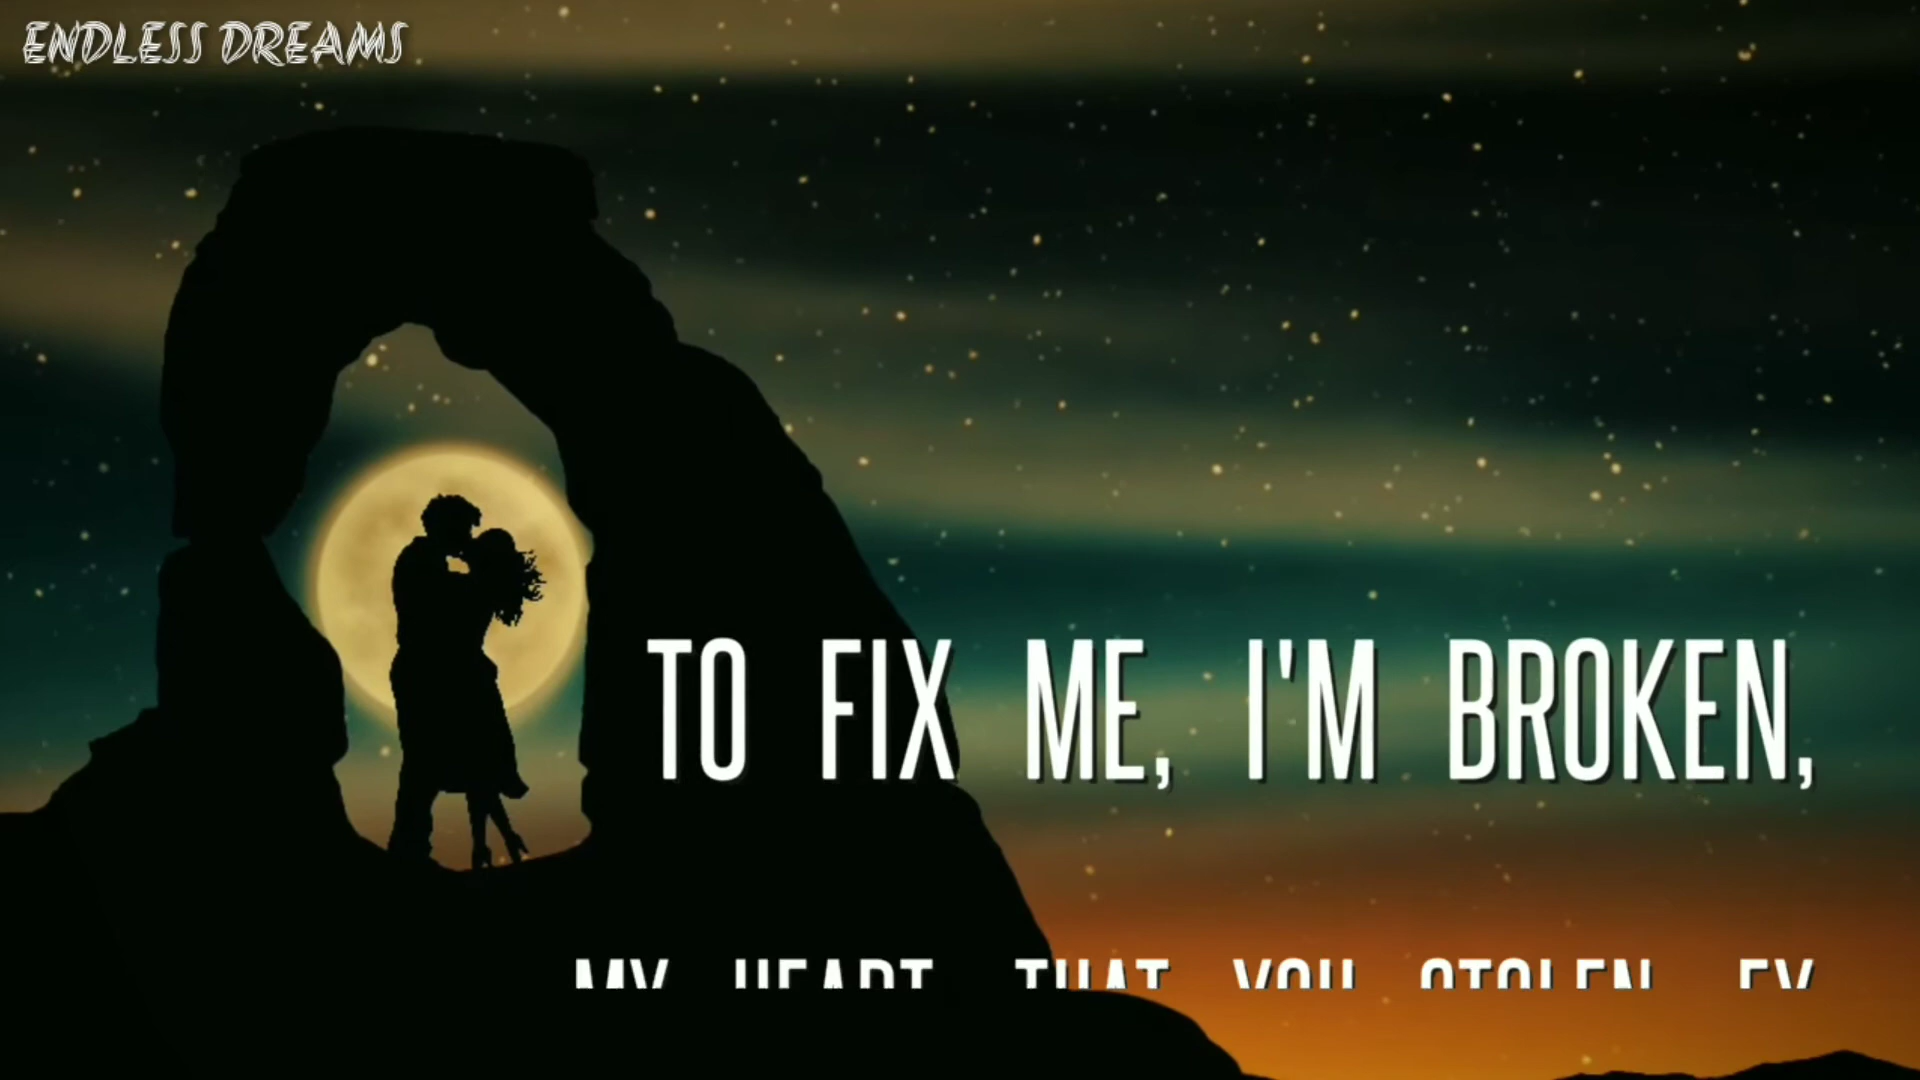 ENDLESS DREAMS
TO FIX ME, I'M BROKEN,
MY HEART THAT YOU STOLEN,